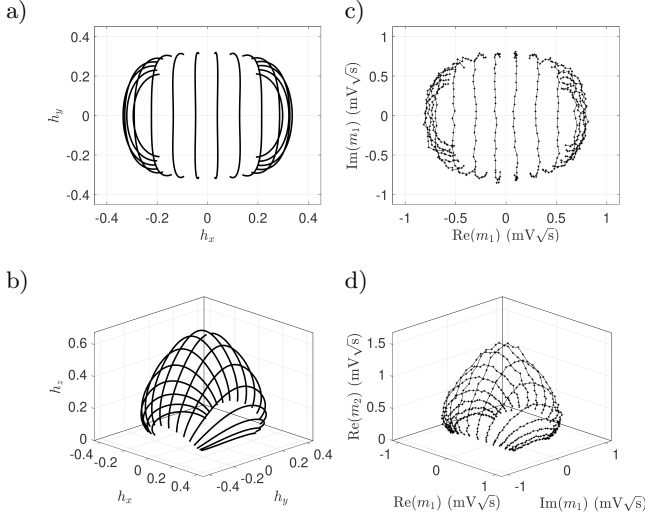 a)
0.4
0.2
0
-0.2
-0.4
h_y
-0.4 -0.2 0 0.2 0.4
h_x
c)
1
0.5
0
-0.5
-1
Im(m_1) (mV√s)
-1 -0.5 0 0.5 1
Re(m_1) (mV√s)
b)
0.6
0.4
0.2
0
h_z
-0.4
-0.2
0
0.2
0.4
h_x
-0.4
-0.2
0
0.2
0.4
h_y
d)
1.5
1
0.5
0
Re(m_2) (mV√s)
-1
0
1
Re(m_1) (mV√s)
-1
0
1
Im(m_1) (mV√s)